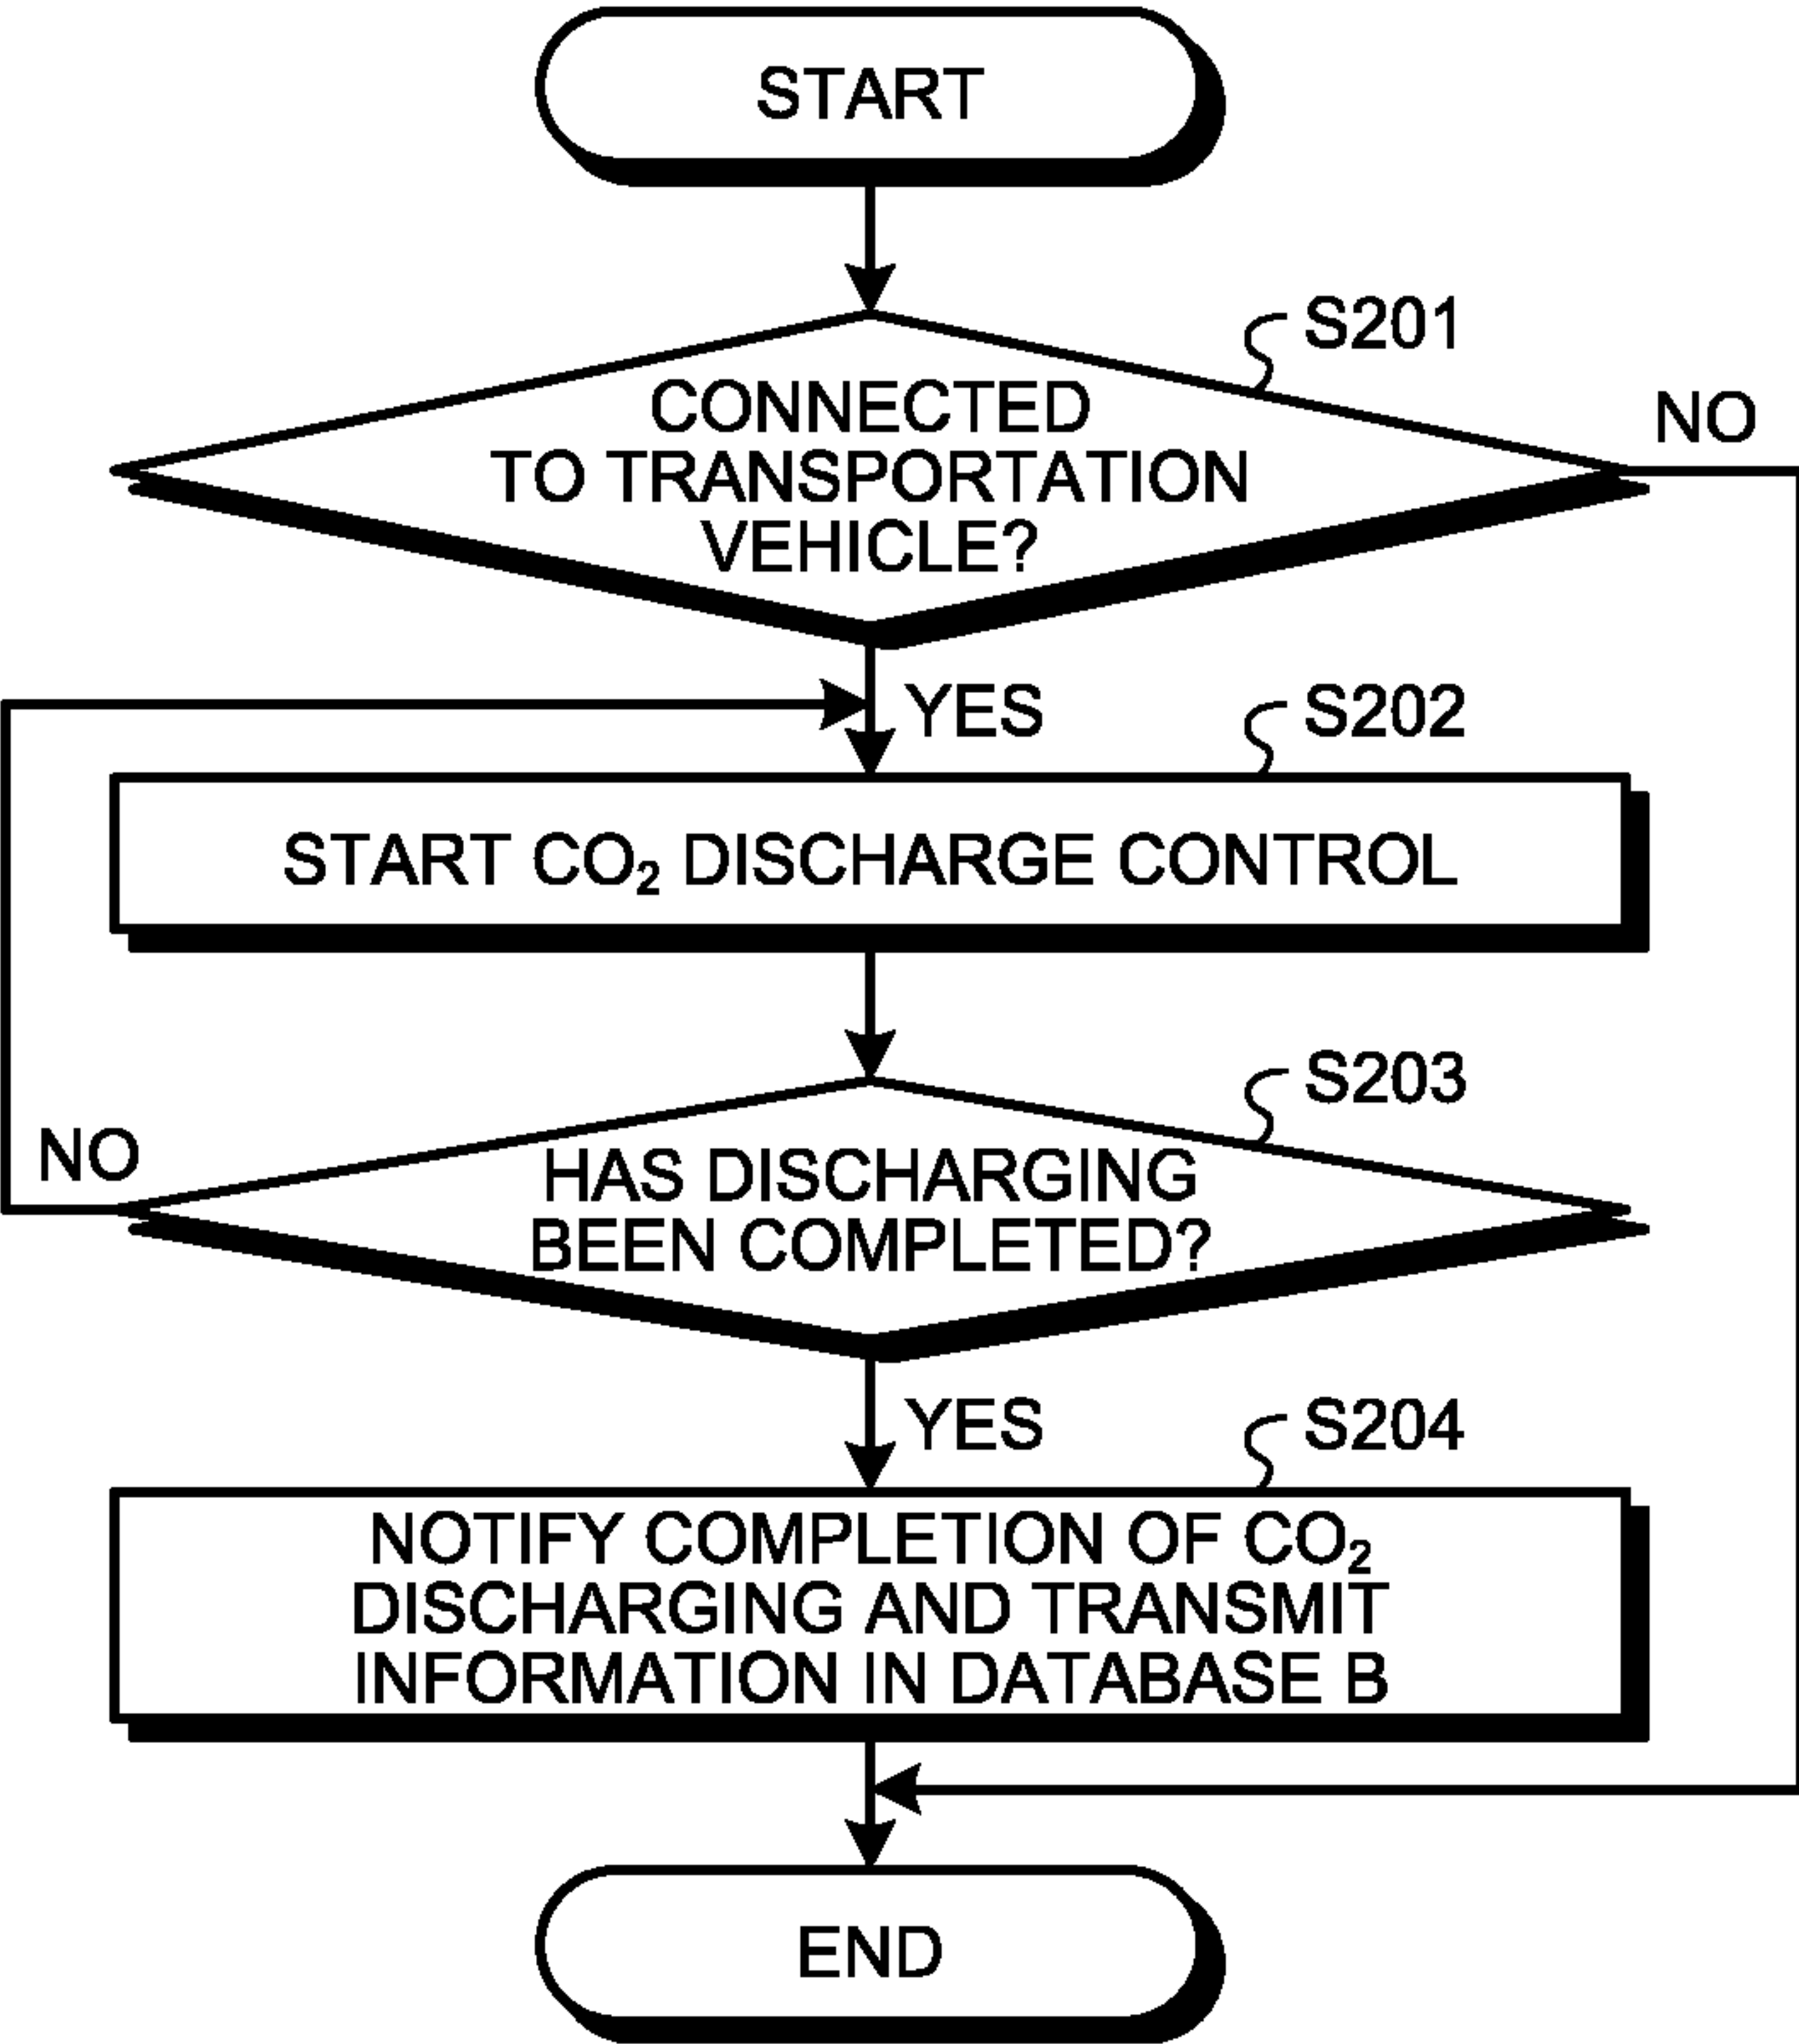 START
S201
CONNECTED
TO TRANSPORTATION
VEHICLE?
NO
YES
S202
START CO₂ DISCHARGE CONTROL
S203
NO
HAS DISCHARGING
BEEN COMPLETED?
YES
S204
NOTIFY COMPLETION OF CO₂
DISCHARGING AND TRANSMIT
INFORMATION IN DATABASE B
END